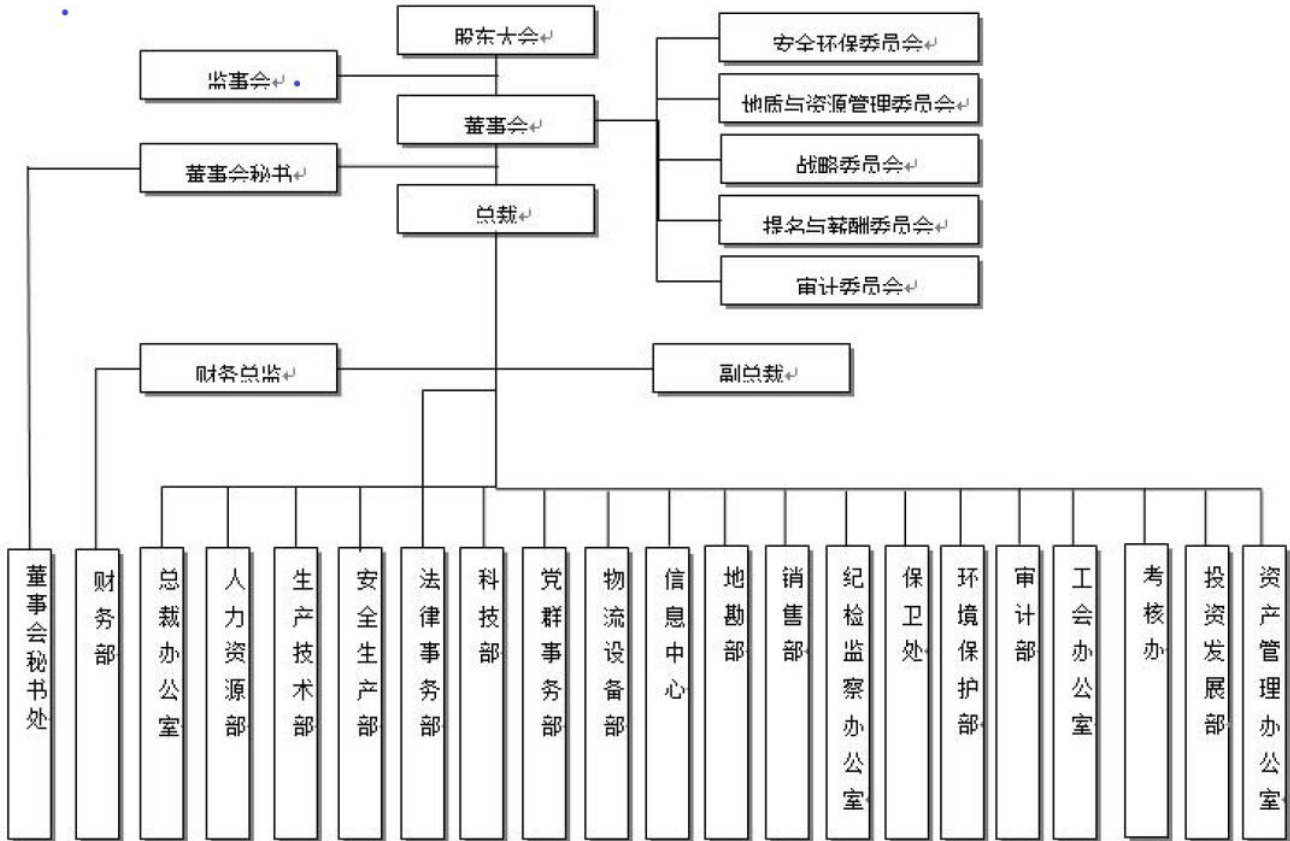 股东大会
监事会
董事会
董事会秘书
总裁
安全环保委员会
地质与资源管理委员会
战略委员会
提名与薪酬委员会
审计委员会
财务总监
副总裁
董事会秘书处
财务部
总裁办公室
人力资源部
生产技术部
安全生产部
法律事务部
科技部
党群事务部
物流设备部
信息中心
地勘部
销售部
纪检监察办公室
保卫处
环境保护部
审计部
工会办公室
考核办
投资发展部
资产管理办公室